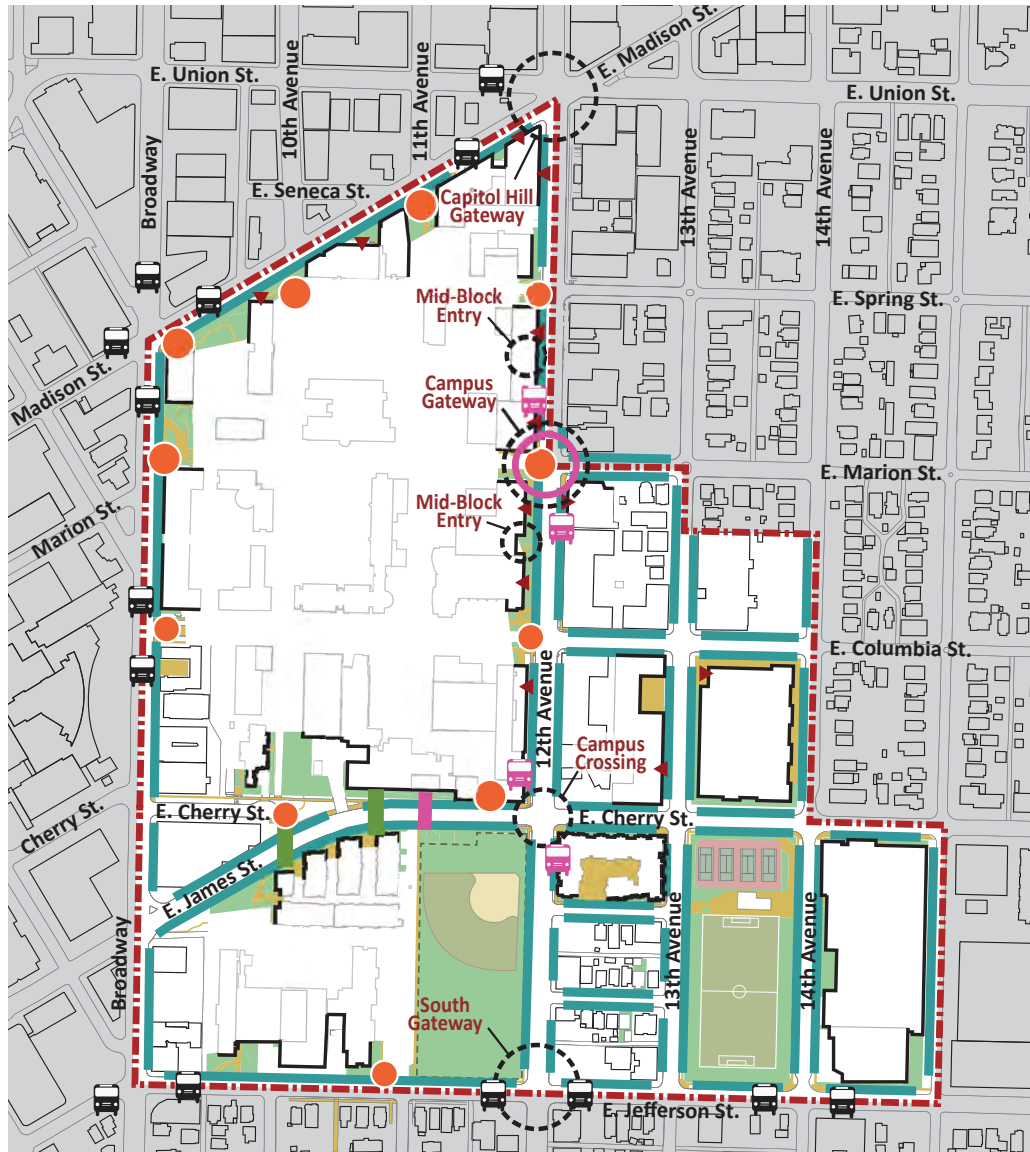 E. Madison St.
E. Union St.
10th Avenue
11th Avenue
E. Union St.
Broadway
E. Seneca St.
Capitol Hill
Gateway
13th Avenue
14th Avenue
Mid-Block
Entry
E. Spring St.
Madison St.
Campus
Gateway
E. Marion St.
Marion St.
Mid-Block
Entry
E. Columbia St.
12th Avenue
Campus
Crossing
Cherry St.
E. Cherry St.
E. Cherry St.
E. James St.
Broadway
13th Avenue
14th Avenue
South
Gateway
E. Jefferson St.